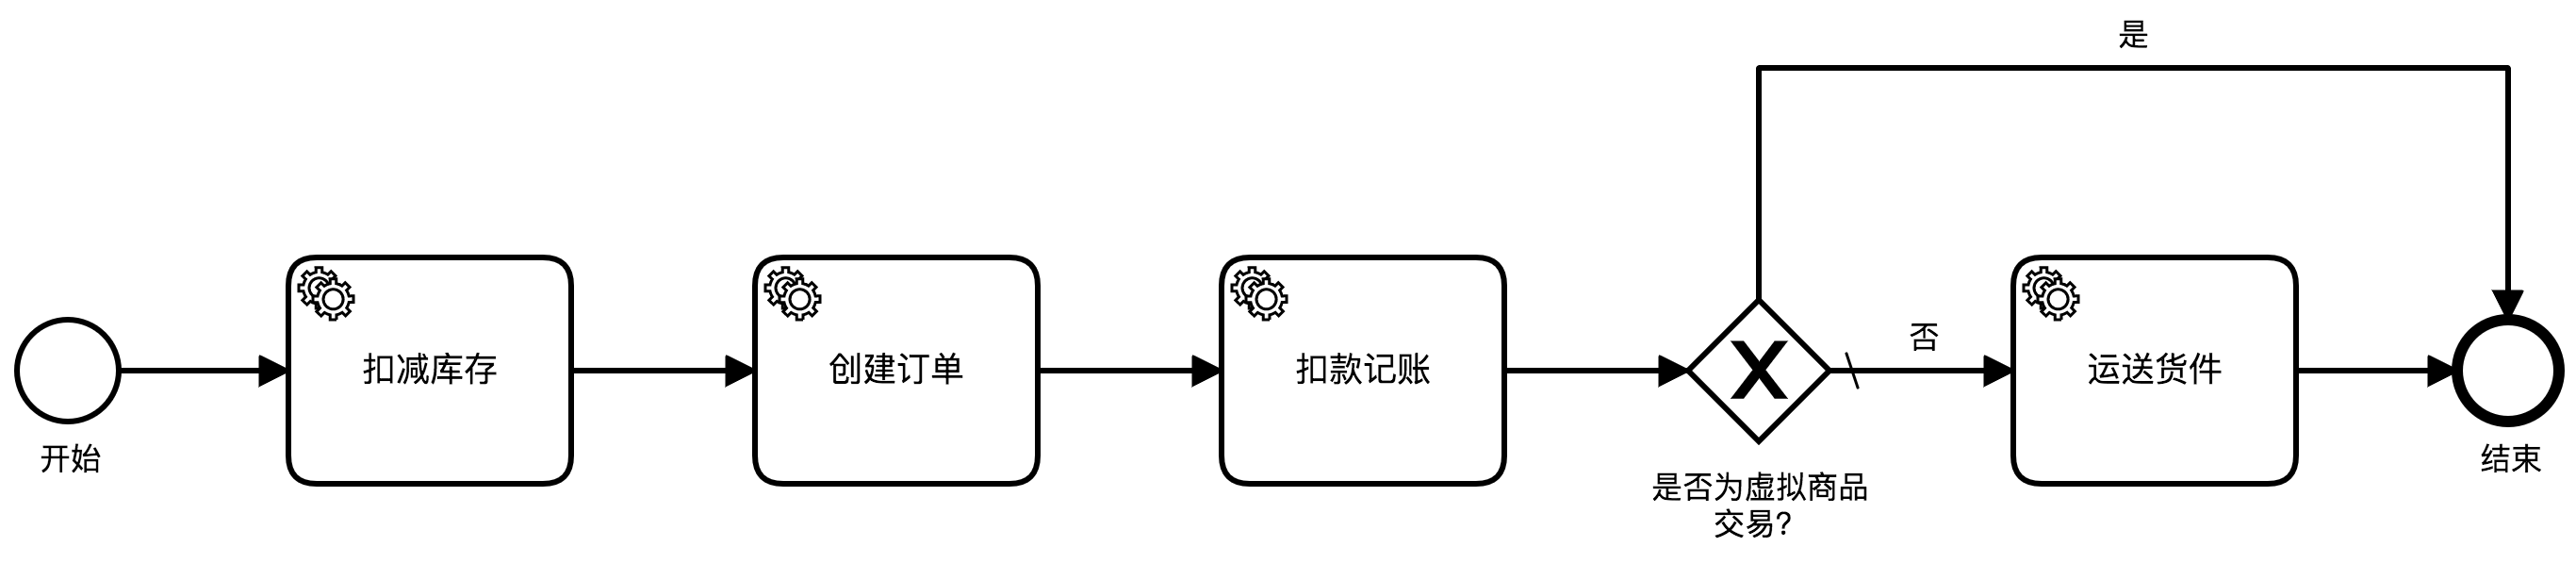 是
扣减库存
创建订单
扣款记账
否
运送货件
开始
是否为虚拟商品
交易?
结束